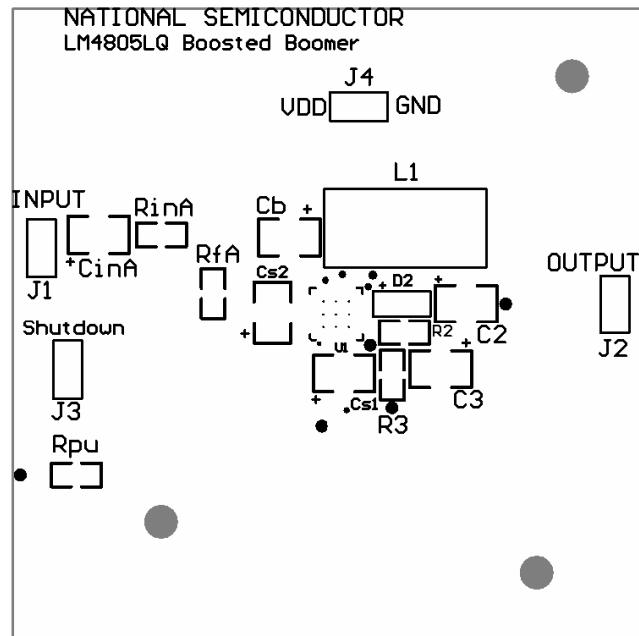 NATIONAL SEMICONDUCTOR
LM4805LQ Boosted Boomer
J4
VDD GND
L1
INPUT
RinA
Cb +
+ CinA
J1
RfA
Cs2
+
+ D2
+
OUTPUT
R2
C2
J2
Shutdown
U1
+
J3
+ Cs1
R3
C3
Rpu